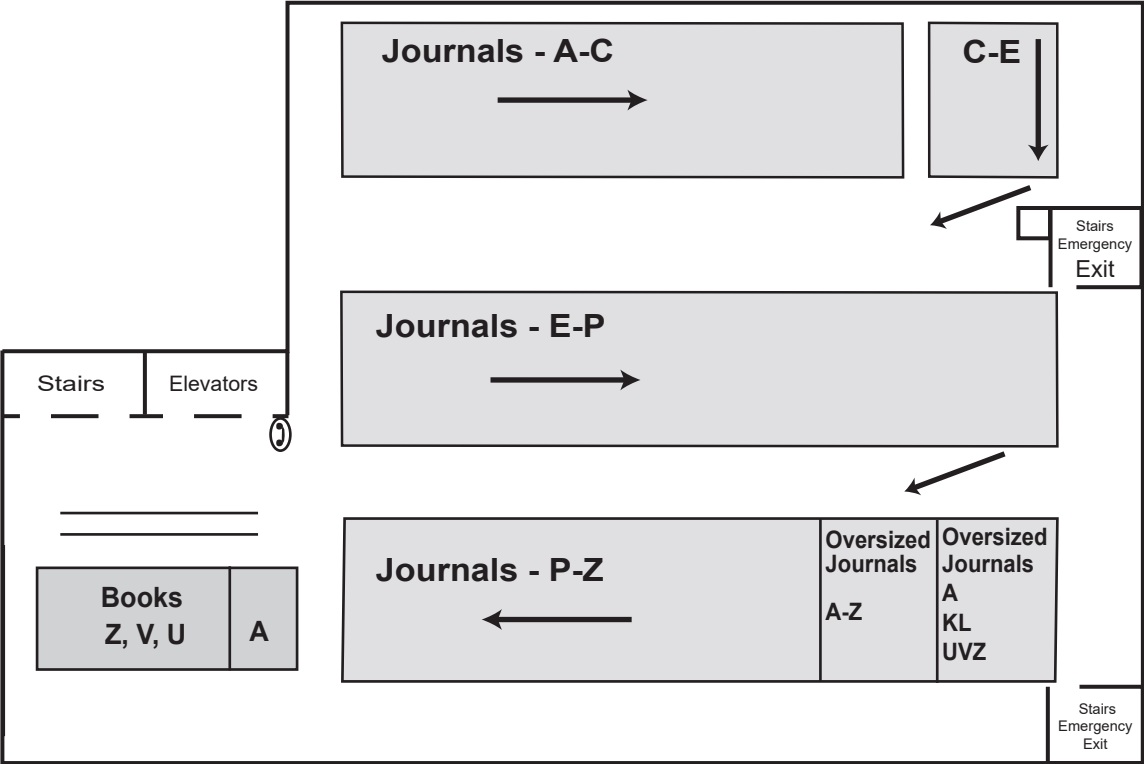 Journals - A-C
C-E
Stairs
Emergency
Exit
Journals - E-P
Stairs
Elevators
Journals - P-Z
Oversized
Journals
A-Z
Oversized
Journals
A
KL
UVZ
Books
Z, V, U
A
Stairs
Emergency
Exit